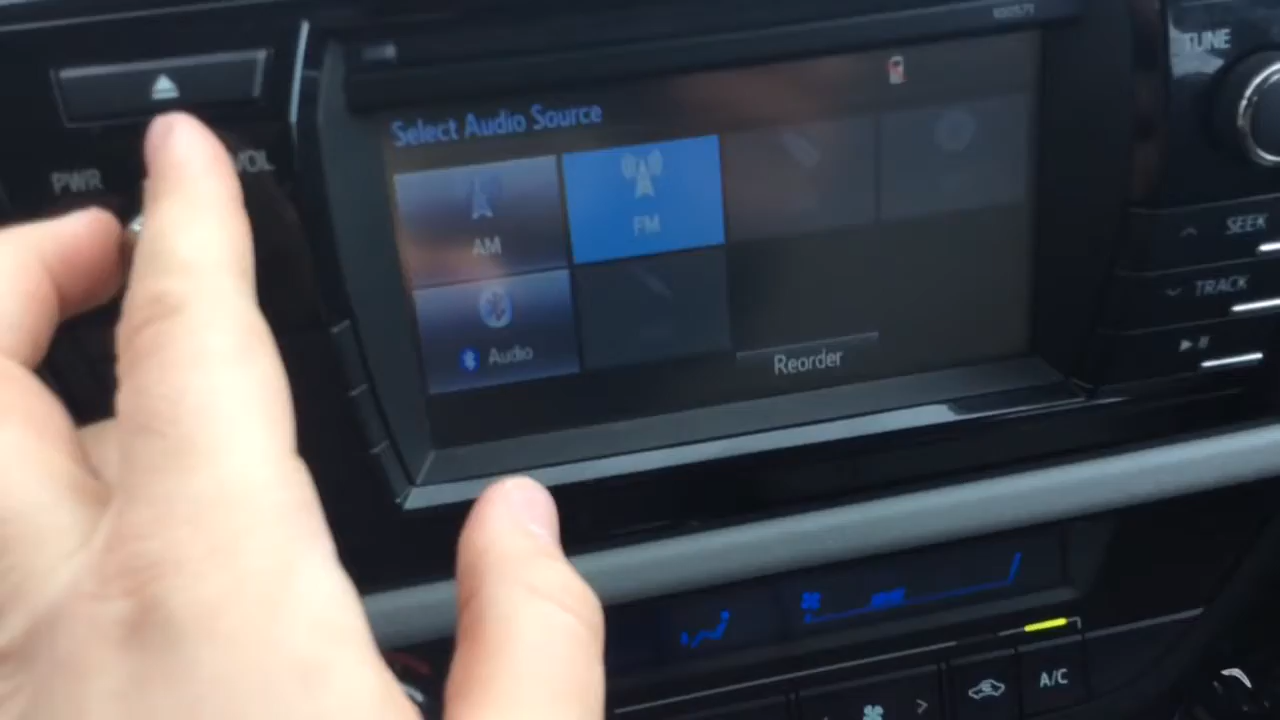 TUNE
PWR
VOL
Select Audio Source
AM
FM
Audio
Reorder
SEEK
TRACK
A/C